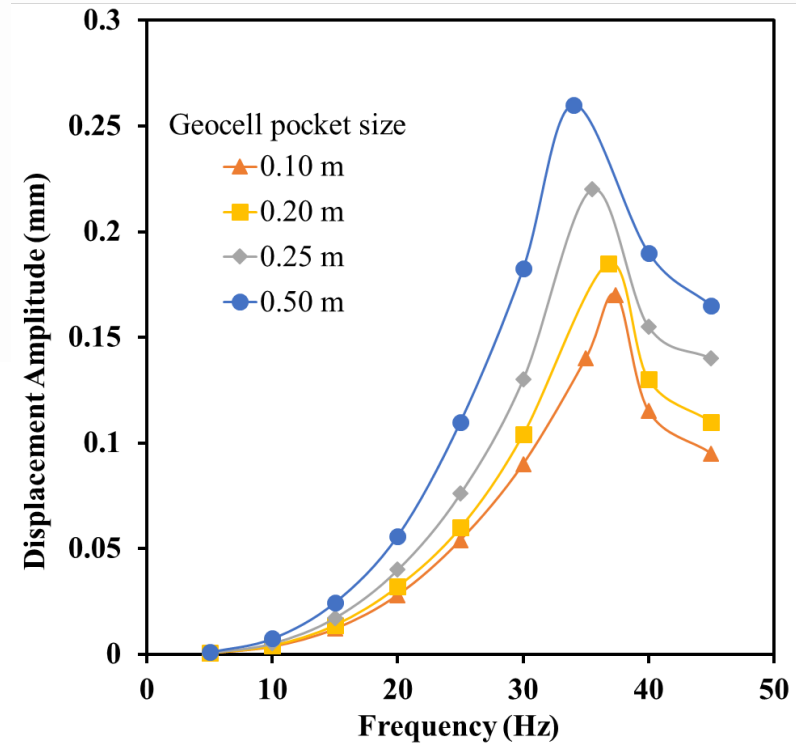 0.3
0.25
0.2
0.15
0.1
0.05
0
Displacement Amplitude (mm)
Geocell pocket size
0.10 m
0.20 m
0.25 m
0.50 m
0 10 20 30 40 50
Frequency (Hz)